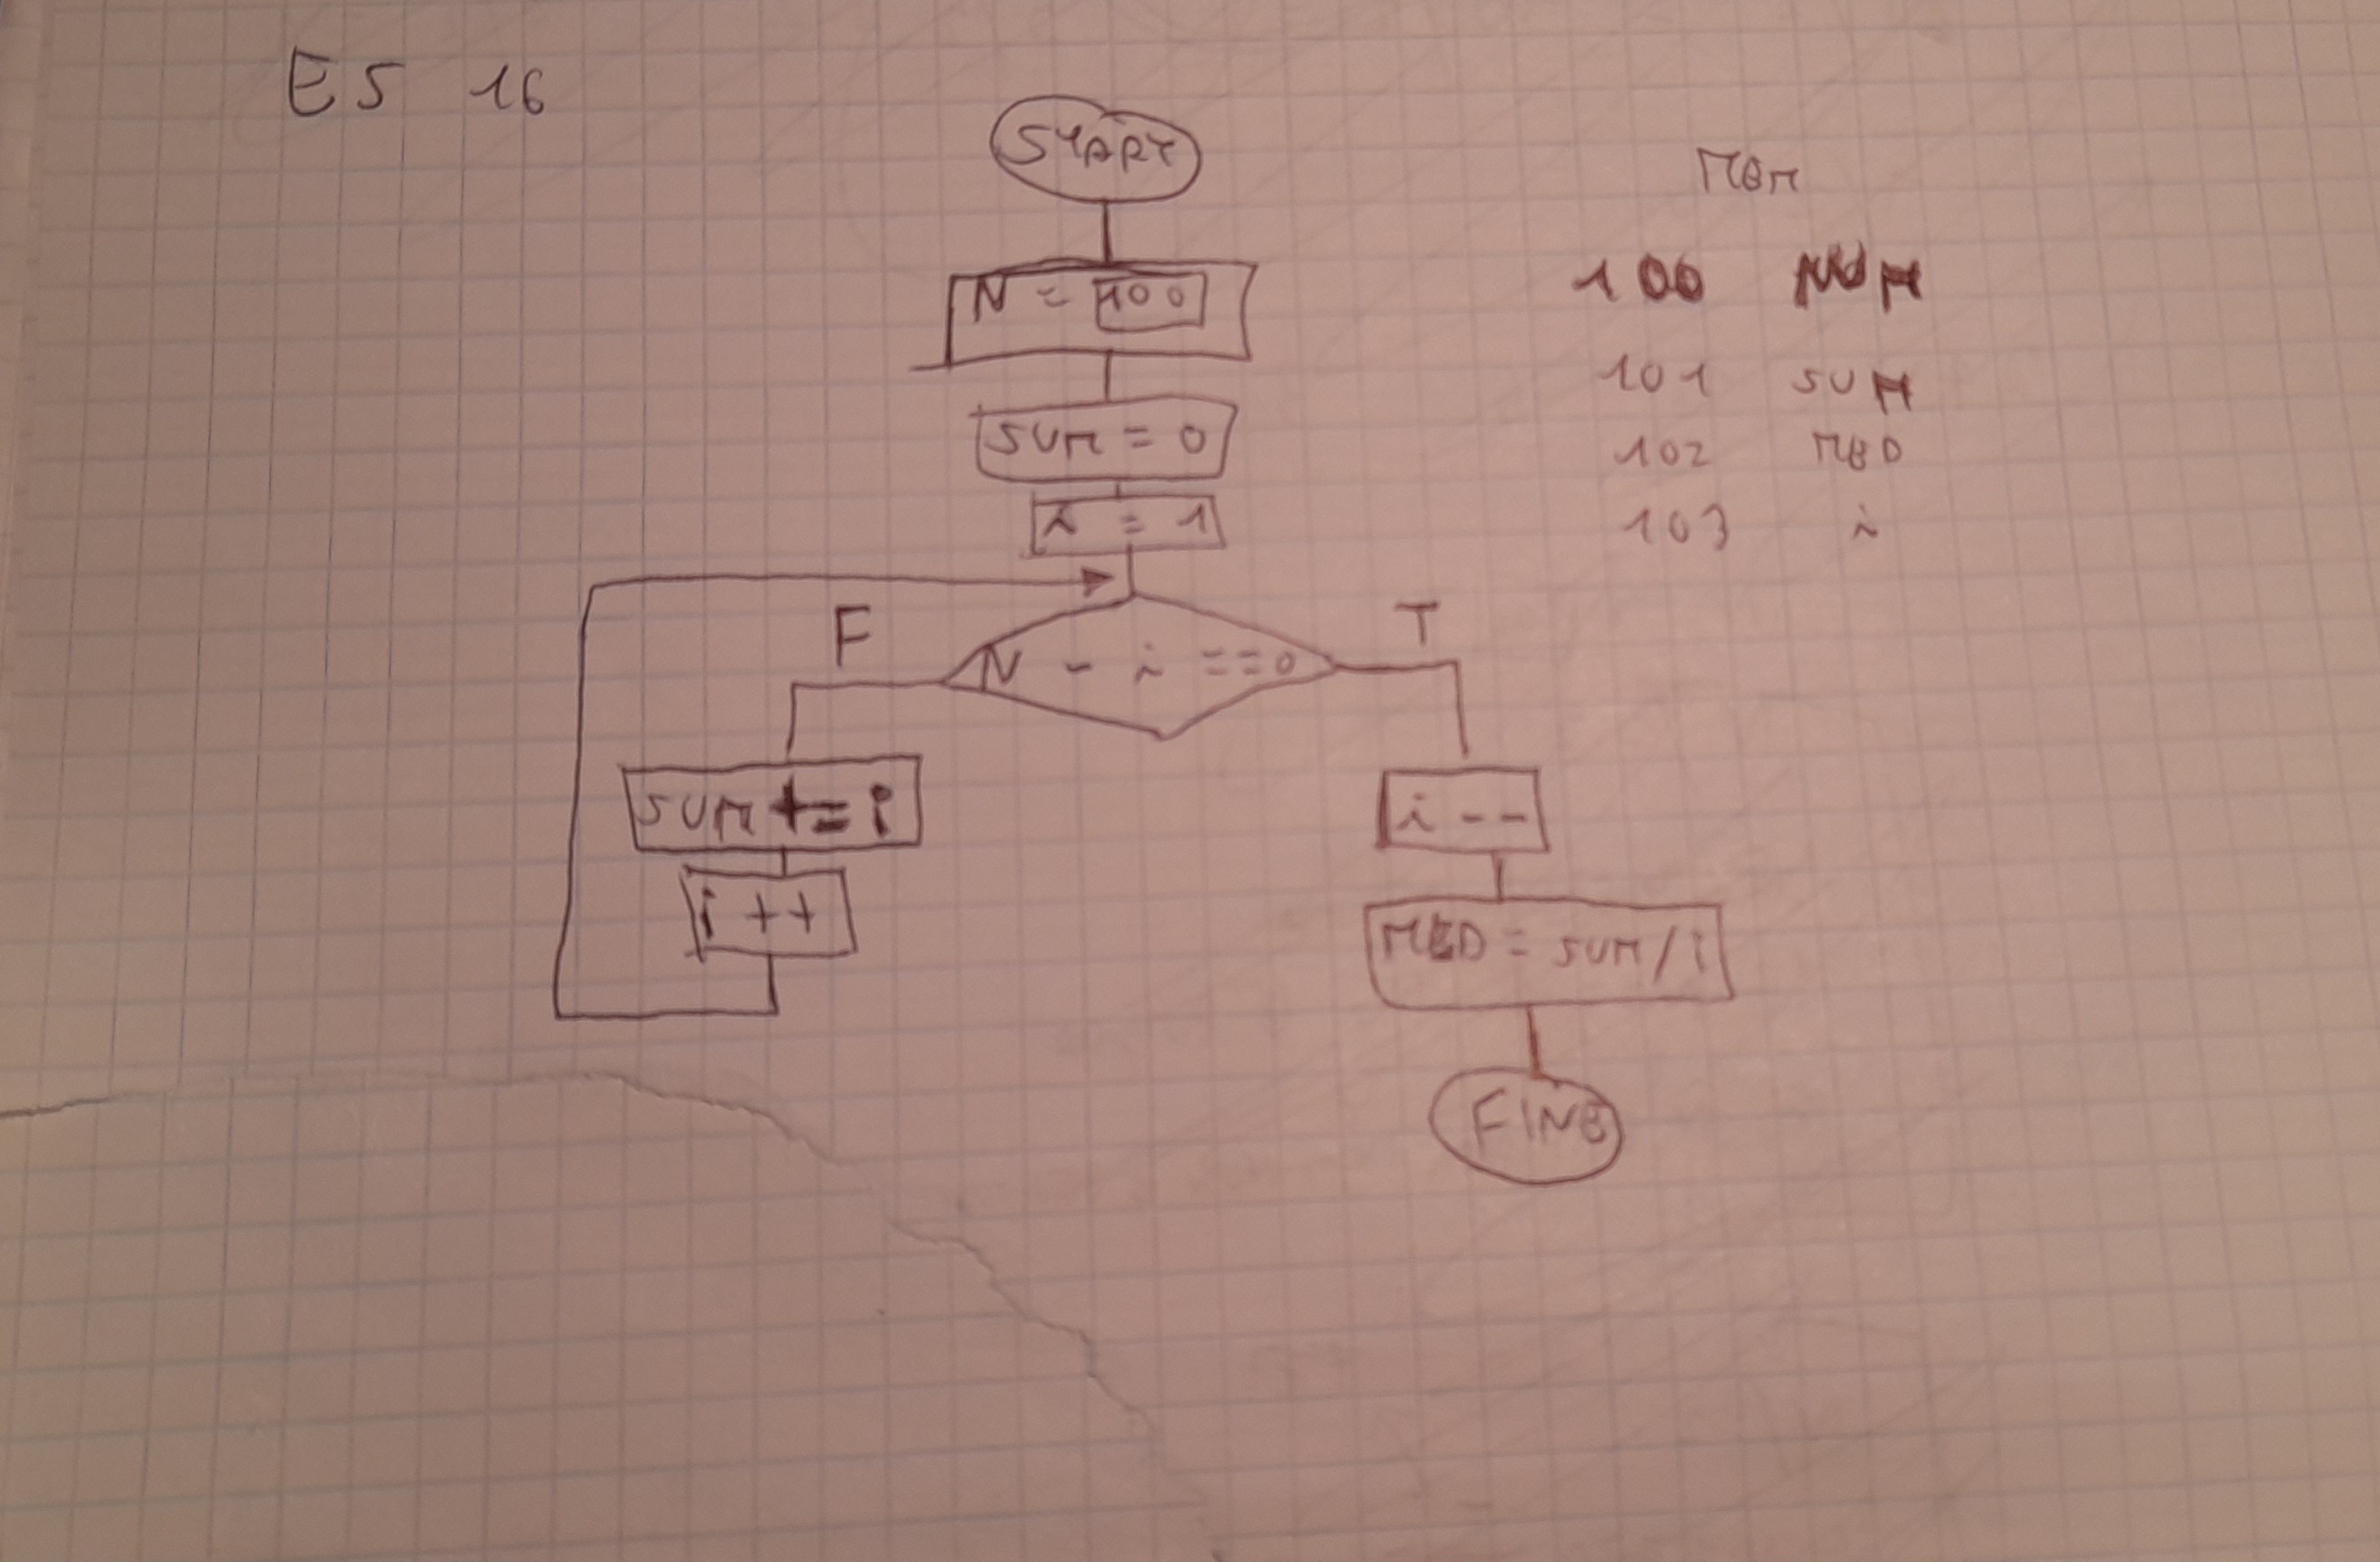 ES 16
START
N = 100
SUM = 0
i = 1
F
T
N - i == 0
SUM += i
i ++
i --
MED = SUM / i
FINE
MEM
100 NUM
101 SUM
102 MED
103 i